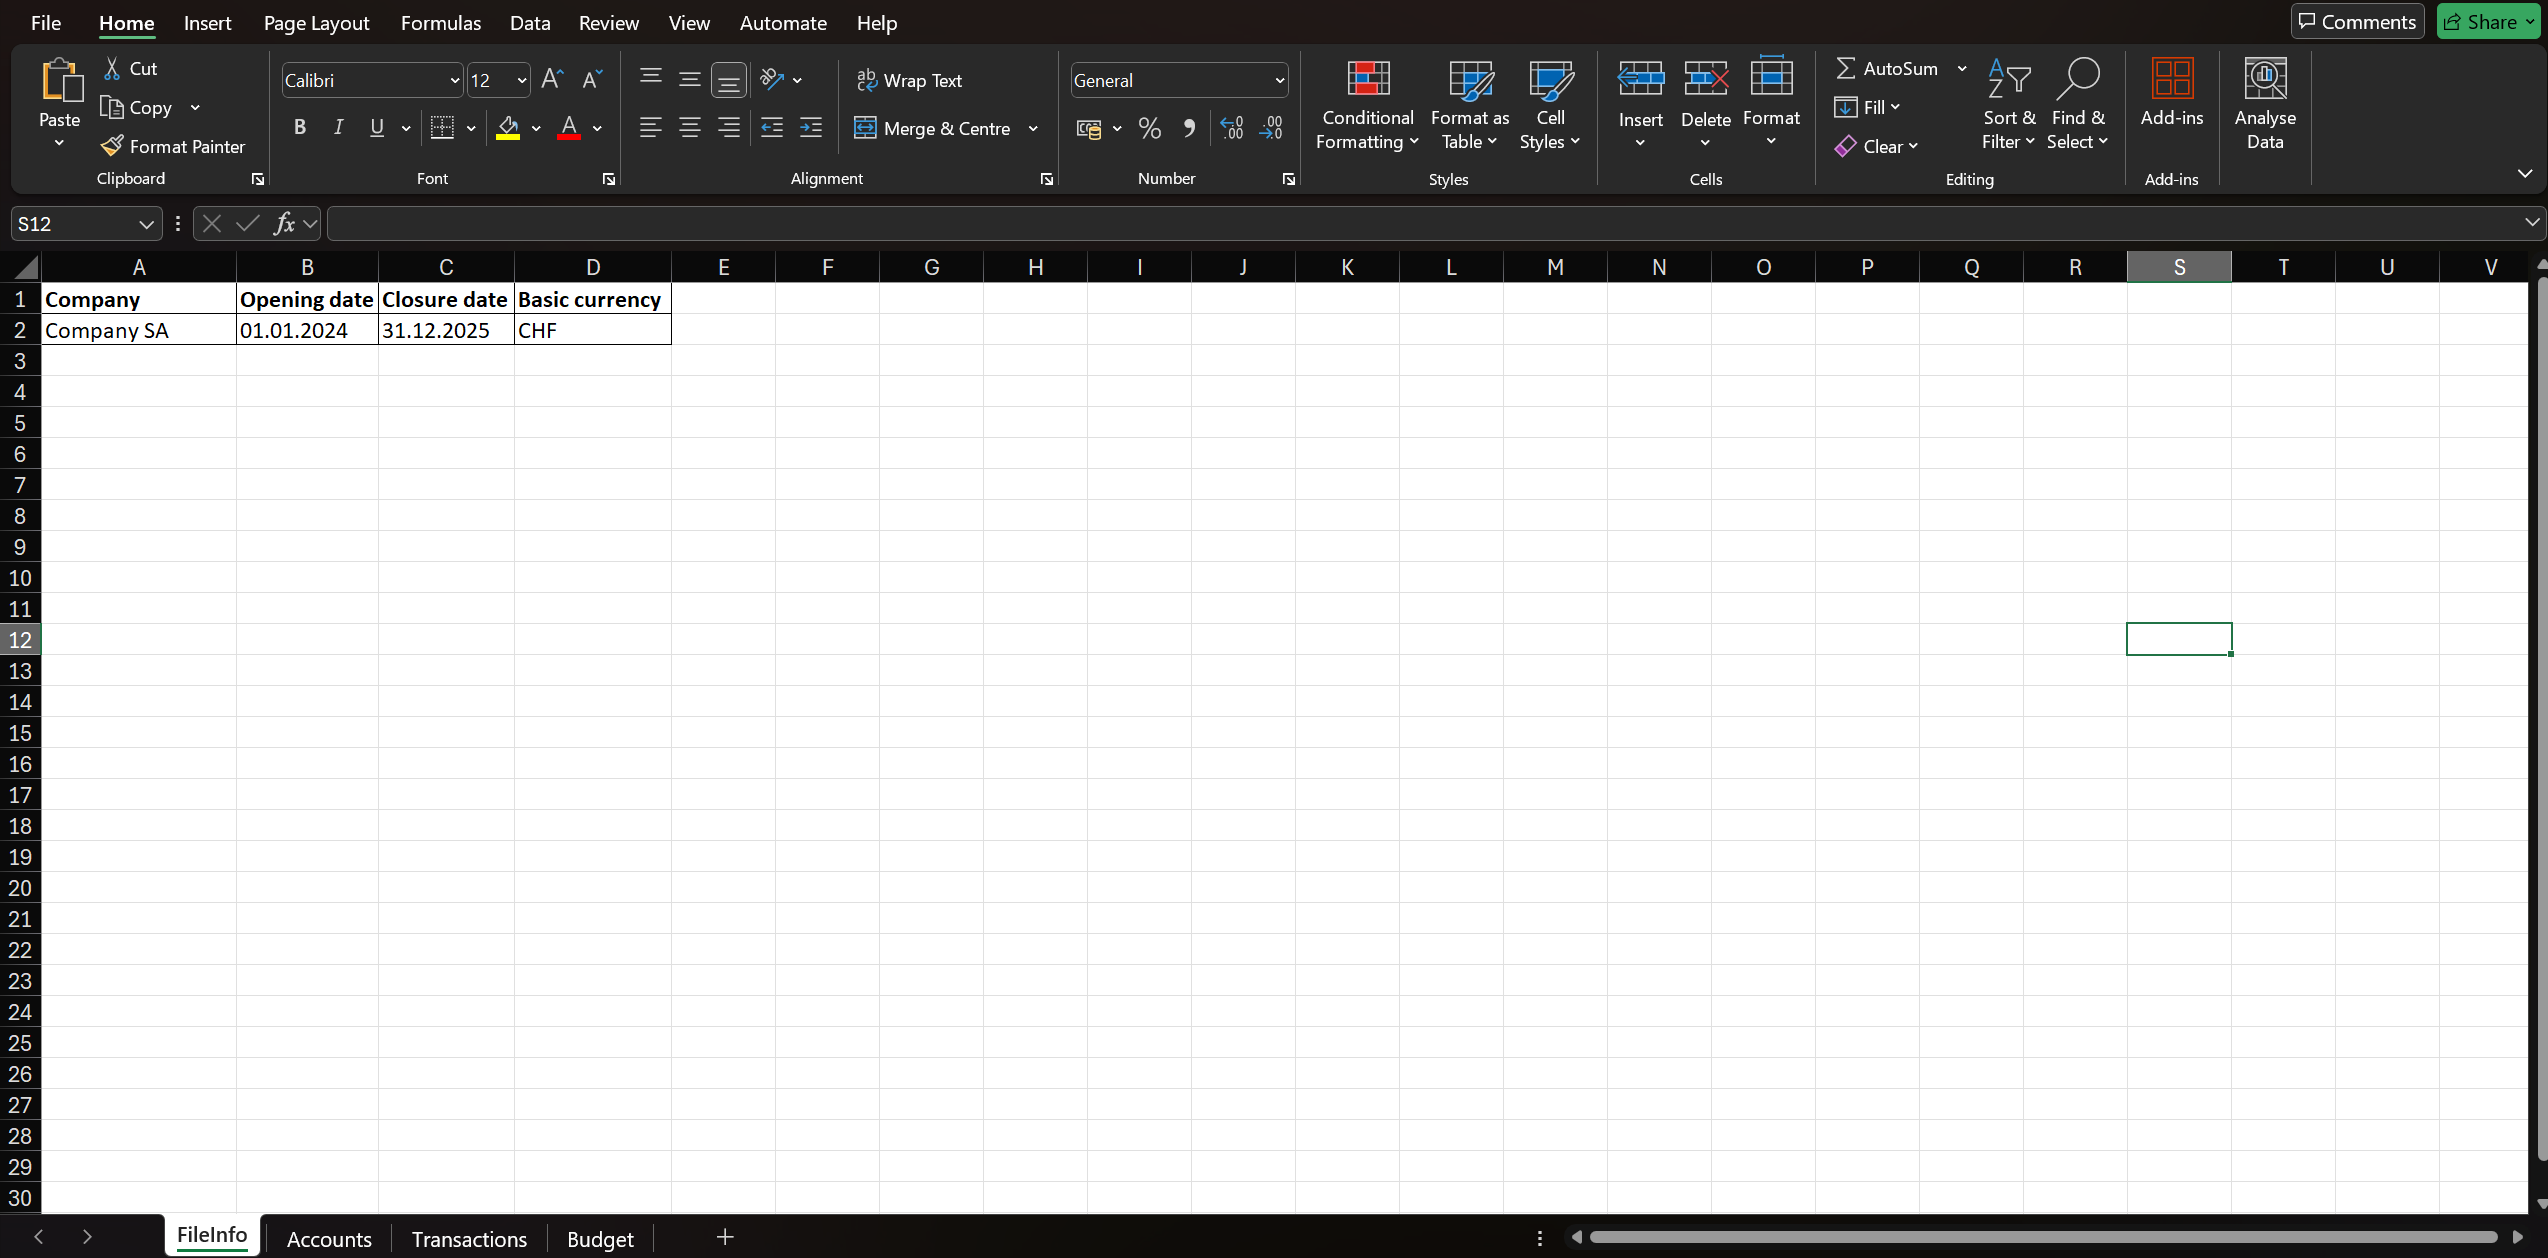 File Home Insert Page Layout Formulas Data Review View Automate Help Comments Share
Paste Cut Copy Format Painter Clipboard
Calibri 12 B I U A Font
ab Wrap Text Merge & Centre Alignment
General % Number
Conditional Formatting Format as Table Cell Styles Styles
Insert Delete Format Cells
AutoSum Fill Clear Sort & Filter Find & Select Editing
Add-ins Add-ins
Analyse Data
S12 fx
A B C D E F G H I J K L M N O P Q R S T U V
1 Company Opening date Closure date Basic currency
2 Company SA 01.01.2024 31.12.2025 CHF
3
4
5
6
7
8
9
10
11
12
13
14
15
16
17
18
19
20
21
22
23
24
25
26
27
28
29
30
FileInfo Accounts Transactions Budget +